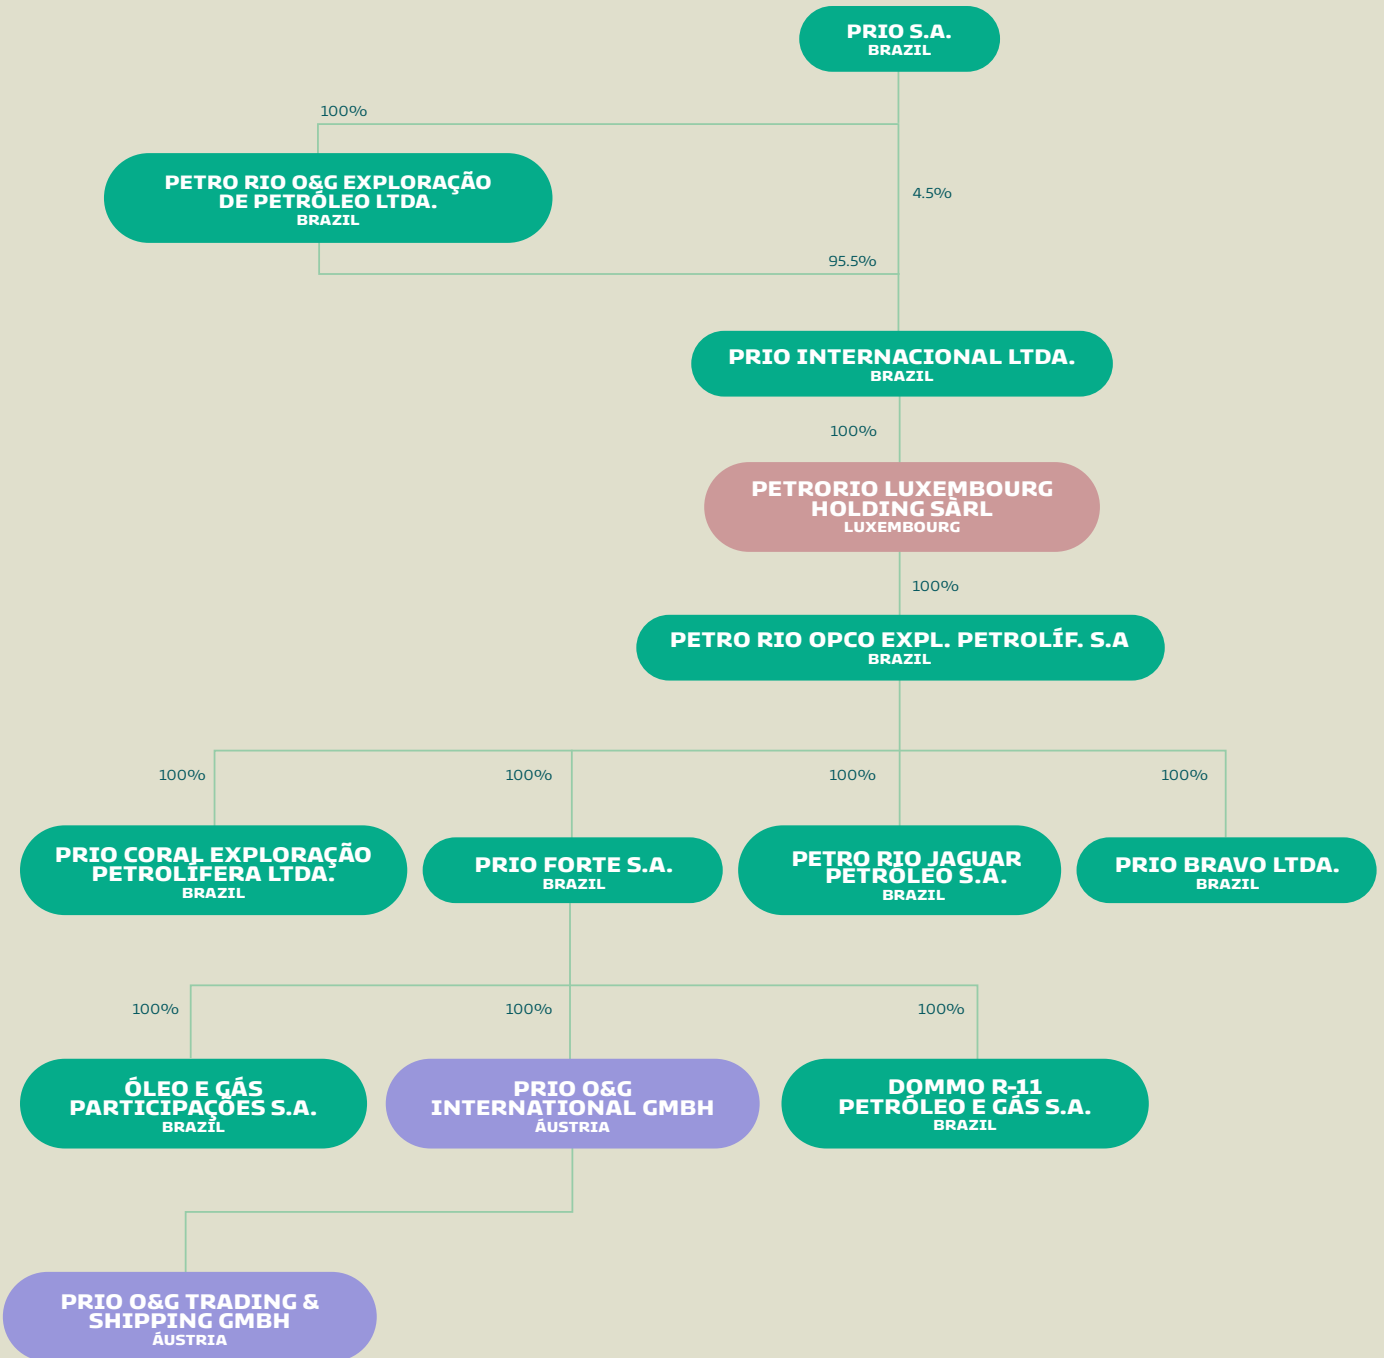 PRIO S.A.
BRAZIL
100%
PETRO RIO O&G EXPLORAÇÃO
DE PETRÓLEO LTDA.
BRAZIL
4.5%
95.5%
PRIO INTERNACIONAL LTDA.
BRAZIL
100%
PETRORIO LUXEMBOURG
HOLDING SÀRL
LUXEMBOURG
100%
PETRO RIO OPCO EXPL. PETROLÍF. S.A
BRAZIL
100%
100%
100%
100%
PRIO CORAL EXPLORAÇÃO
PETROLÍFERA LTDA.
BRAZIL
PRIO FORTE S.A.
BRAZIL
PETRO RIO JAGUAR
PETRÓLEO S.A.
BRAZIL
PRIO BRAVO LTDA.
BRAZIL
100%
100%
100%
ÓLEO E GÁS
PARTICIPAÇÕES S.A.
BRAZIL
PRIO O&G
INTERNATIONAL GMBH
ÁUSTRIA
DOMMO R-11
PETRÓLEO E GÁS S.A.
BRAZIL
PRIO O&G TRADING &
SHIPPING GMBH
ÁUSTRIA